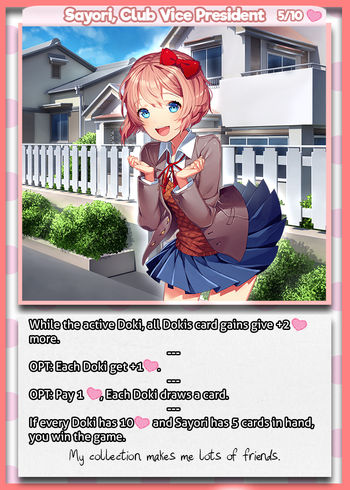 Sayori, Club Vice President 5/10
While the active Doki, all Dokis card gains give +2
more.
---
OPT: Each Doki get +1 .
---
OPT: Pay 1 , Each Doki draws a card.
---
If every Doki has 10 and Sayori has 5 cards in hand,
you win the game.
My collection makes me lots of friends.